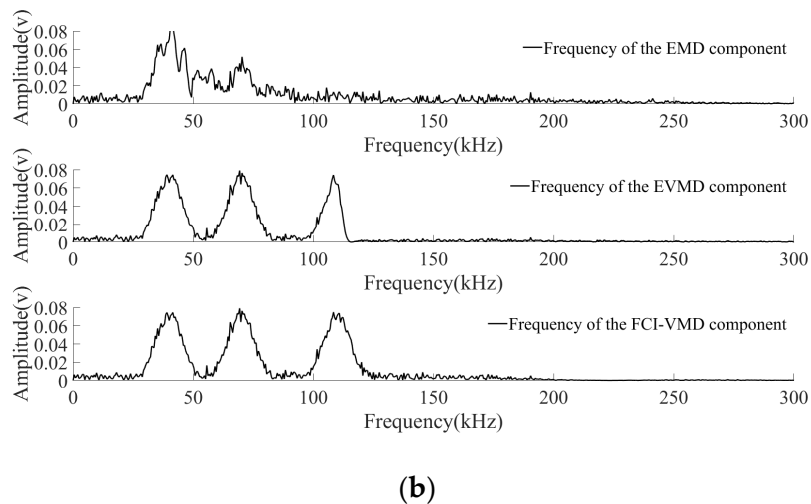 Amplitude(v)
0.08
0.06
0.04
0.02
0
Frequency of the EMD component
0 50 100 150 200 250 300
Frequency(kHz)
Amplitude(v)
0.08
0.06
0.04
0.02
0
Frequency of the EVMD component
0 50 100 150 200 250 300
Frequency(kHz)
Amplitude(v)
0.08
0.06
0.04
0.02
0
Frequency of the FCI-VMD component
0 50 100 150 200 250 300
Frequency(kHz)
(b)